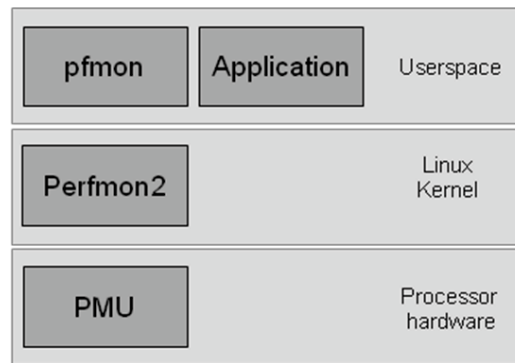 pfmon
Application
Userspace
Perfmon2
Linux
Kernel
PMU
Processor
hardware